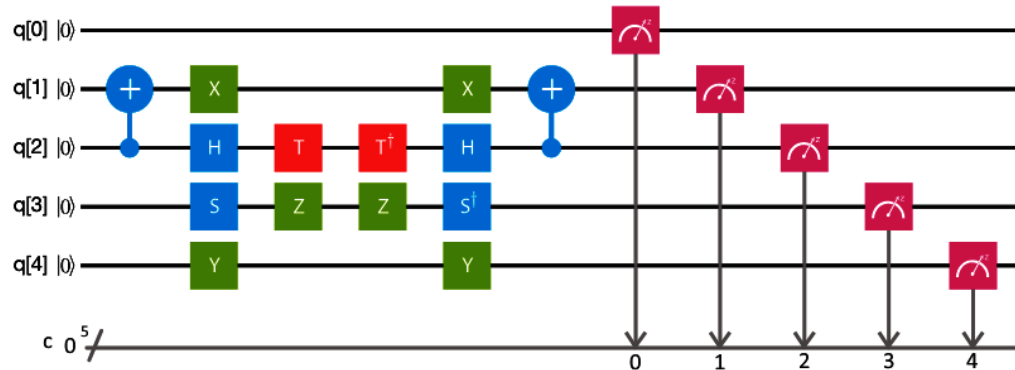 q[0] |0⟩ z
q[1] |0⟩ + X X + z
q[2] |0⟩ H T T† H z
q[3] |0⟩ S Z Z S† z
q[4] |0⟩ Y Y z
c 0 5
0 1 2 3 4